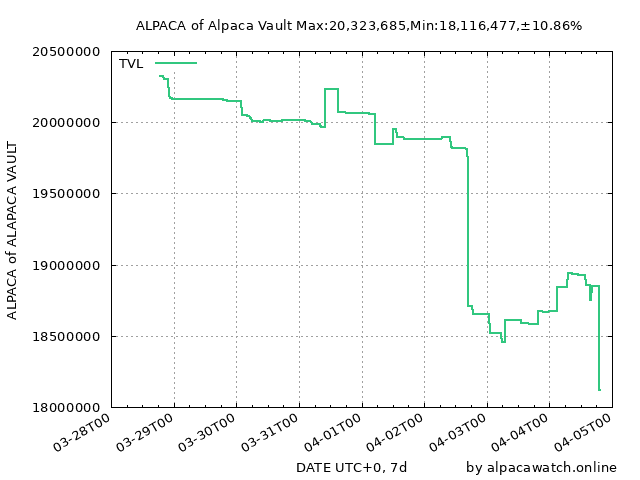 ALPACA of Alpaca Vault Max:20,323,685,Min:18,116,477,±10.86%
TVL
20500000
20000000
19500000
19000000
18500000
18000000
ALPACA of ALAPACA VAULT
03-28T00
03-29T00
03-30T00
03-31T00
04-01T00
04-02T00
04-03T00
04-04T00
04-05T00
DATE UTC+0, 7d
by alpacawatch.online